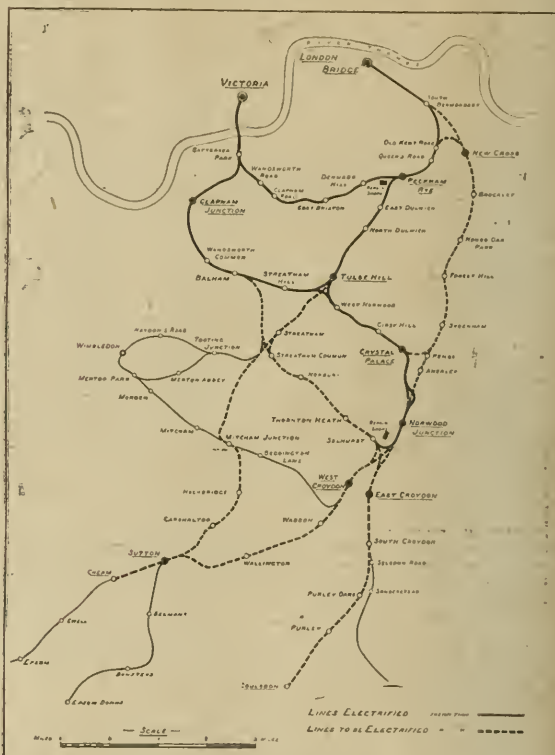 RIVER THAMES
LONDON
BRIDGE
VICTORIA
SOUTH
BERMONDSEY
OLD KENT ROAD
QUEEN'S ROAD
NEW CROSS
BATTERSEA
PARK
WANDSWORTH
ROAD
CLAPHAM
ROAD
EAST BRIXTON
DENMARK
HILL
PECKHAM
RYE
BROCKLEY
CLAPHAM
JUNCTION
EAST DULWICH
NORTH DULWICH
HONOR OAK
PARK
WANDSWORTH
COMMON
BALHAM
STREATHAM
HILL
TULSE HILL
FOREST HILL
WEST NORWOOD
GIPSY HILL
SYDENHAM
HAYDON'S ROAD
WIMBLEDON
TOOTING
JUNCTION
STREATHAM
STREATHAM COMMON
CRYSTAL
PALACE
PENGE
ANERLEY
MERTON PARK
MERTON ABBEY
NORBURY
MORDEN
THORNTON HEATH
NORWOOD
JUNCTION
MITCHAM
MITCHAM JUNCTION
SELHURST
BEDDINGTON
LANE
WEST
CROYDON
EAST CROYDON
HACKBRIDGE
CARSHALTON
WADDON
SUTTON
WALLINGTON
SOUTH CROYDON
SELSDON ROAD
SANDERSTEAD
CHEAM
PURLEY OAKS
BELMONT
EWELL
PURLEY
EPSOM
BANSTEAD
EPSOM DOWNS
COULSDON
LINES ELECTRIFIED
LINES TO BE ELECTRIFIED
SCALE
MILES